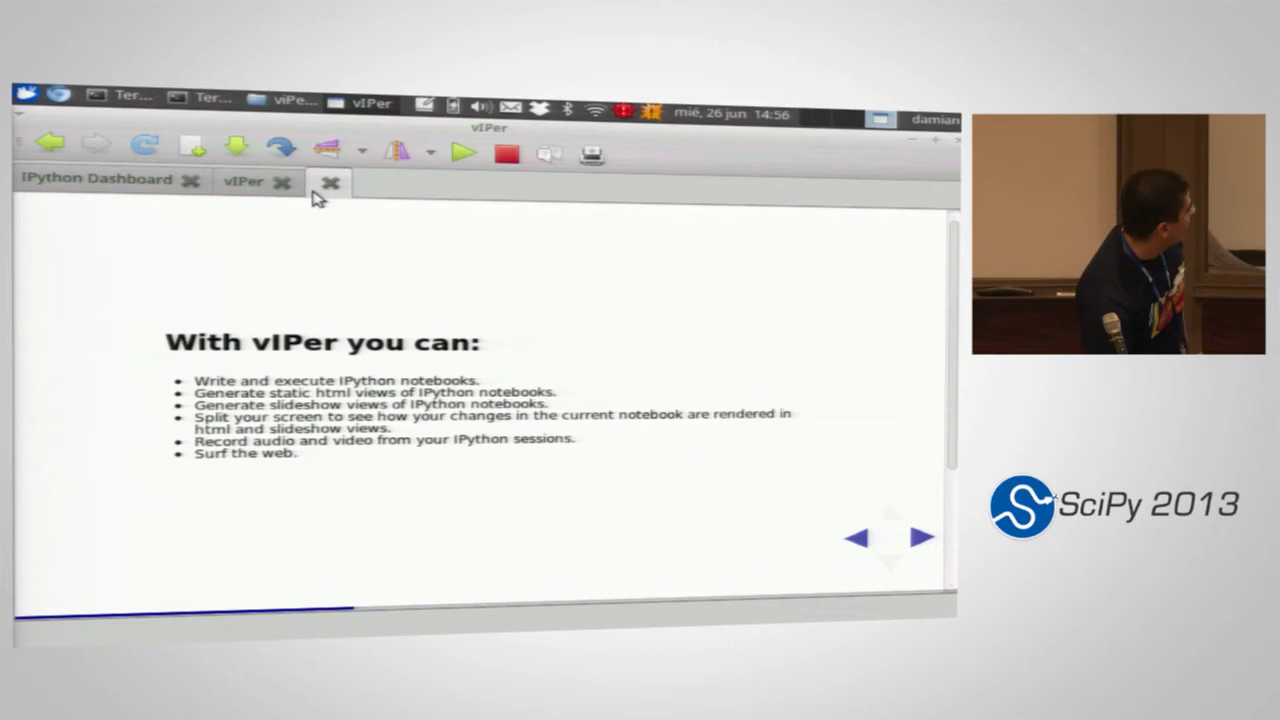 Ter...
Ter...
viPe...
vIPer
mié, 26 jun 14:56
damian
vIPer
IPython Dashboard
vIPer
With vIPer you can:
Write and execute IPython notebooks.
Generate static html views of IPython notebooks.
Generate slideshow views of IPython notebooks.
Split your screen to see how your changes in the current notebook are rendered in
html and slideshow views.
Record audio and video from your IPython sessions.
Surf the web.
SciPy 2013